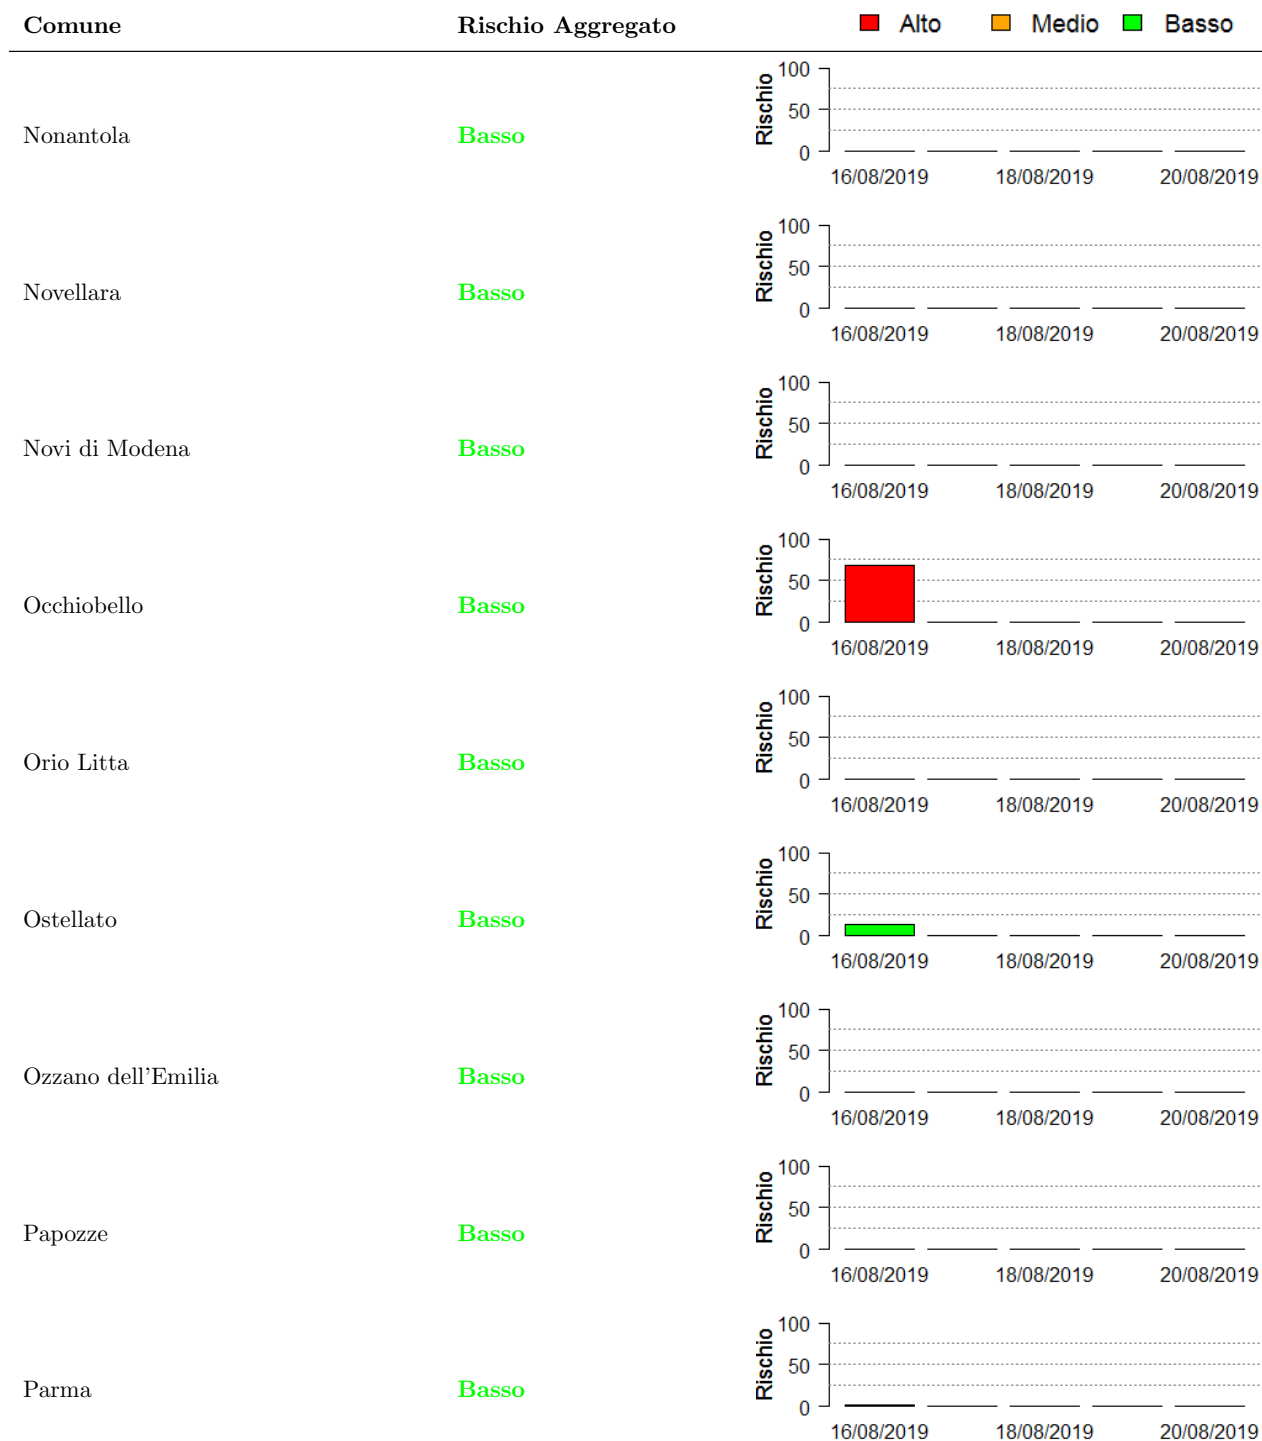 Comune Rischio Aggregato Alto Medio Basso
100
50
0
Rischio
Nonantola Basso
16/08/2019 18/08/2019 20/08/2019
100
50
0
Rischio
Novellara Basso
16/08/2019 18/08/2019 20/08/2019
100
50
0
Rischio
Novi di Modena Basso
16/08/2019 18/08/2019 20/08/2019
100
50
0
Rischio
Occhiobello Basso
16/08/2019 18/08/2019 20/08/2019
100
50
0
Rischio
Orio Litta Basso
16/08/2019 18/08/2019 20/08/2019
100
50
0
Rischio
Ostellato Basso
16/08/2019 18/08/2019 20/08/2019
100
50
0
Rischio
Ozzano dell'Emilia Basso
16/08/2019 18/08/2019 20/08/2019
100
50
0
Rischio
Papozze Basso
16/08/2019 18/08/2019 20/08/2019
100
50
0
Rischio
Parma Basso
16/08/2019 18/08/2019 20/08/2019